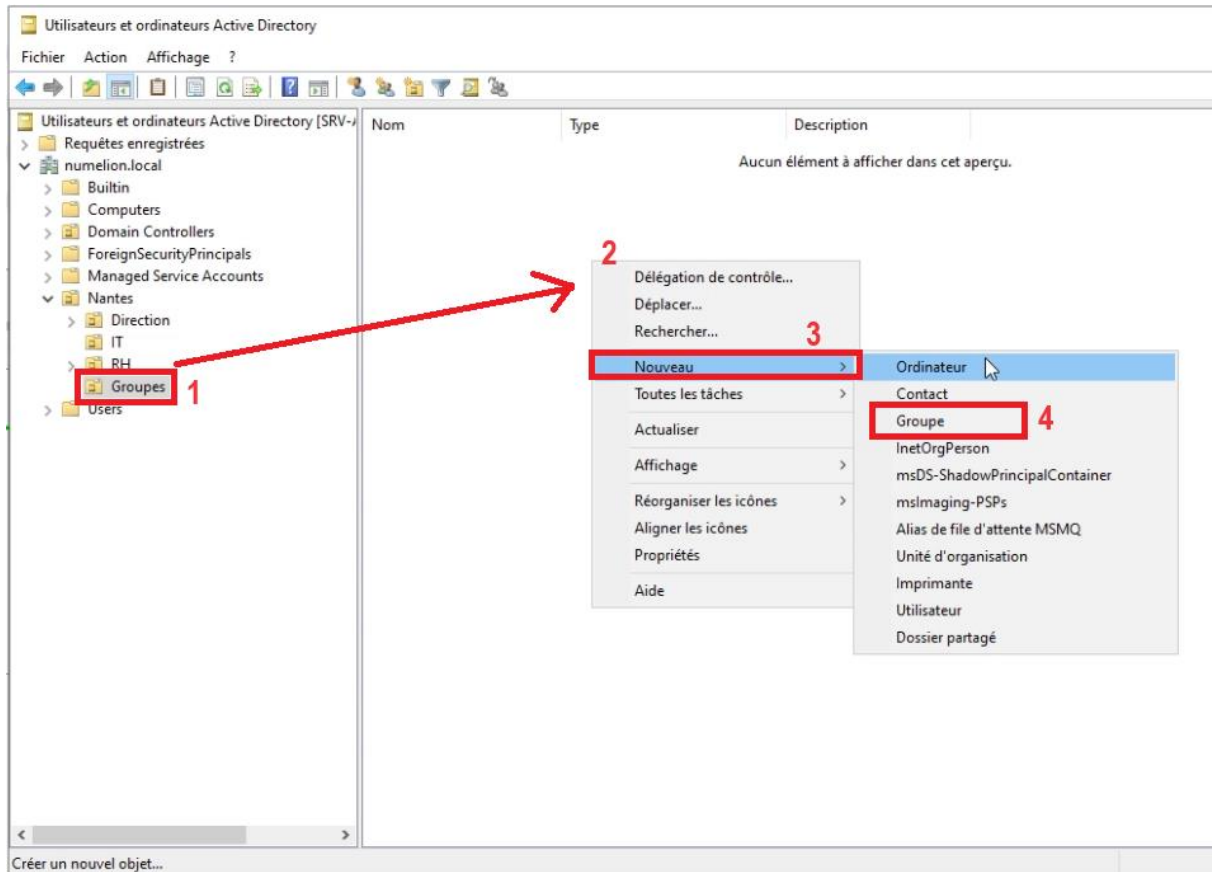 Utilisateurs et ordinateurs Active Directory
Fichier Action Affichage ?
Utilisateurs et ordinateurs Active Directory [SRV-
Requêtes enregistrées
numelion.local
Builtin
Computers
Domain Controllers
ForeignSecurityPrincipals
Managed Service Accounts
Nantes
Direction
IT
RH
Groupes
1
Users
Nom Type Description
Aucun élément à afficher dans cet aperçu.
2
Délégation de contrôle...
Déplacer...
Rechercher...
3
Nouveau
Toutes les tâches
Actualiser
Affichage
Réorganiser les icônes
Aligner les icônes
Propriétés
Aide
Ordinateur
Contact
Groupe
4
InetOrgPerson
msDS-ShadowPrincipalContainer
msImaging-PSPs
Alias de file d'attente MSMQ
Unité d'organisation
Imprimante
Utilisateur
Dossier partagé
Créer un nouvel objet...